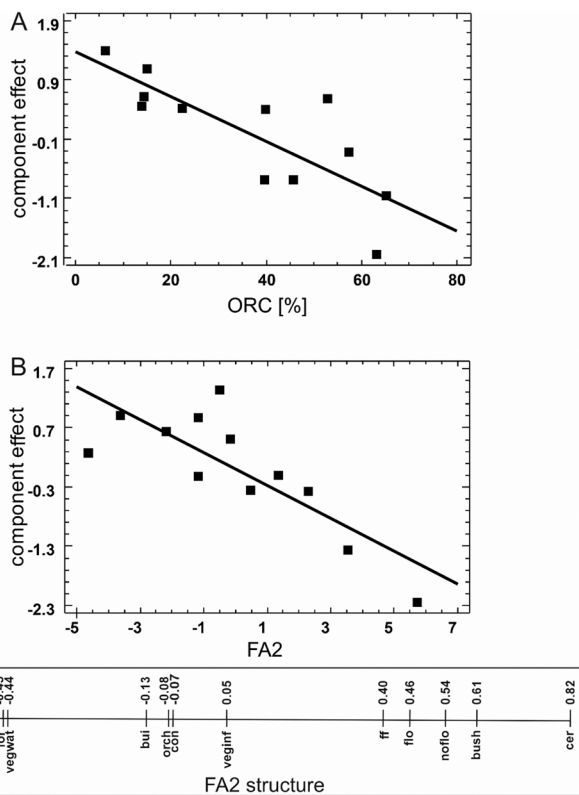 A
1.9
0.9
-0.1
-1.1
-2.1
component effect
0 20 40 60 80
ORC [%]
B
1.7
0.7
-0.3
-1.3
-2.3
component effect
-5 -3 -1 1 3 5 7
FA2
-0.44 -0.13 -0.08 -0.07 0.05 0.40 0.46 0.54 0.61 0.82
vegwat bui orch con veginf ff flo noflo bush cer
FA2 structure